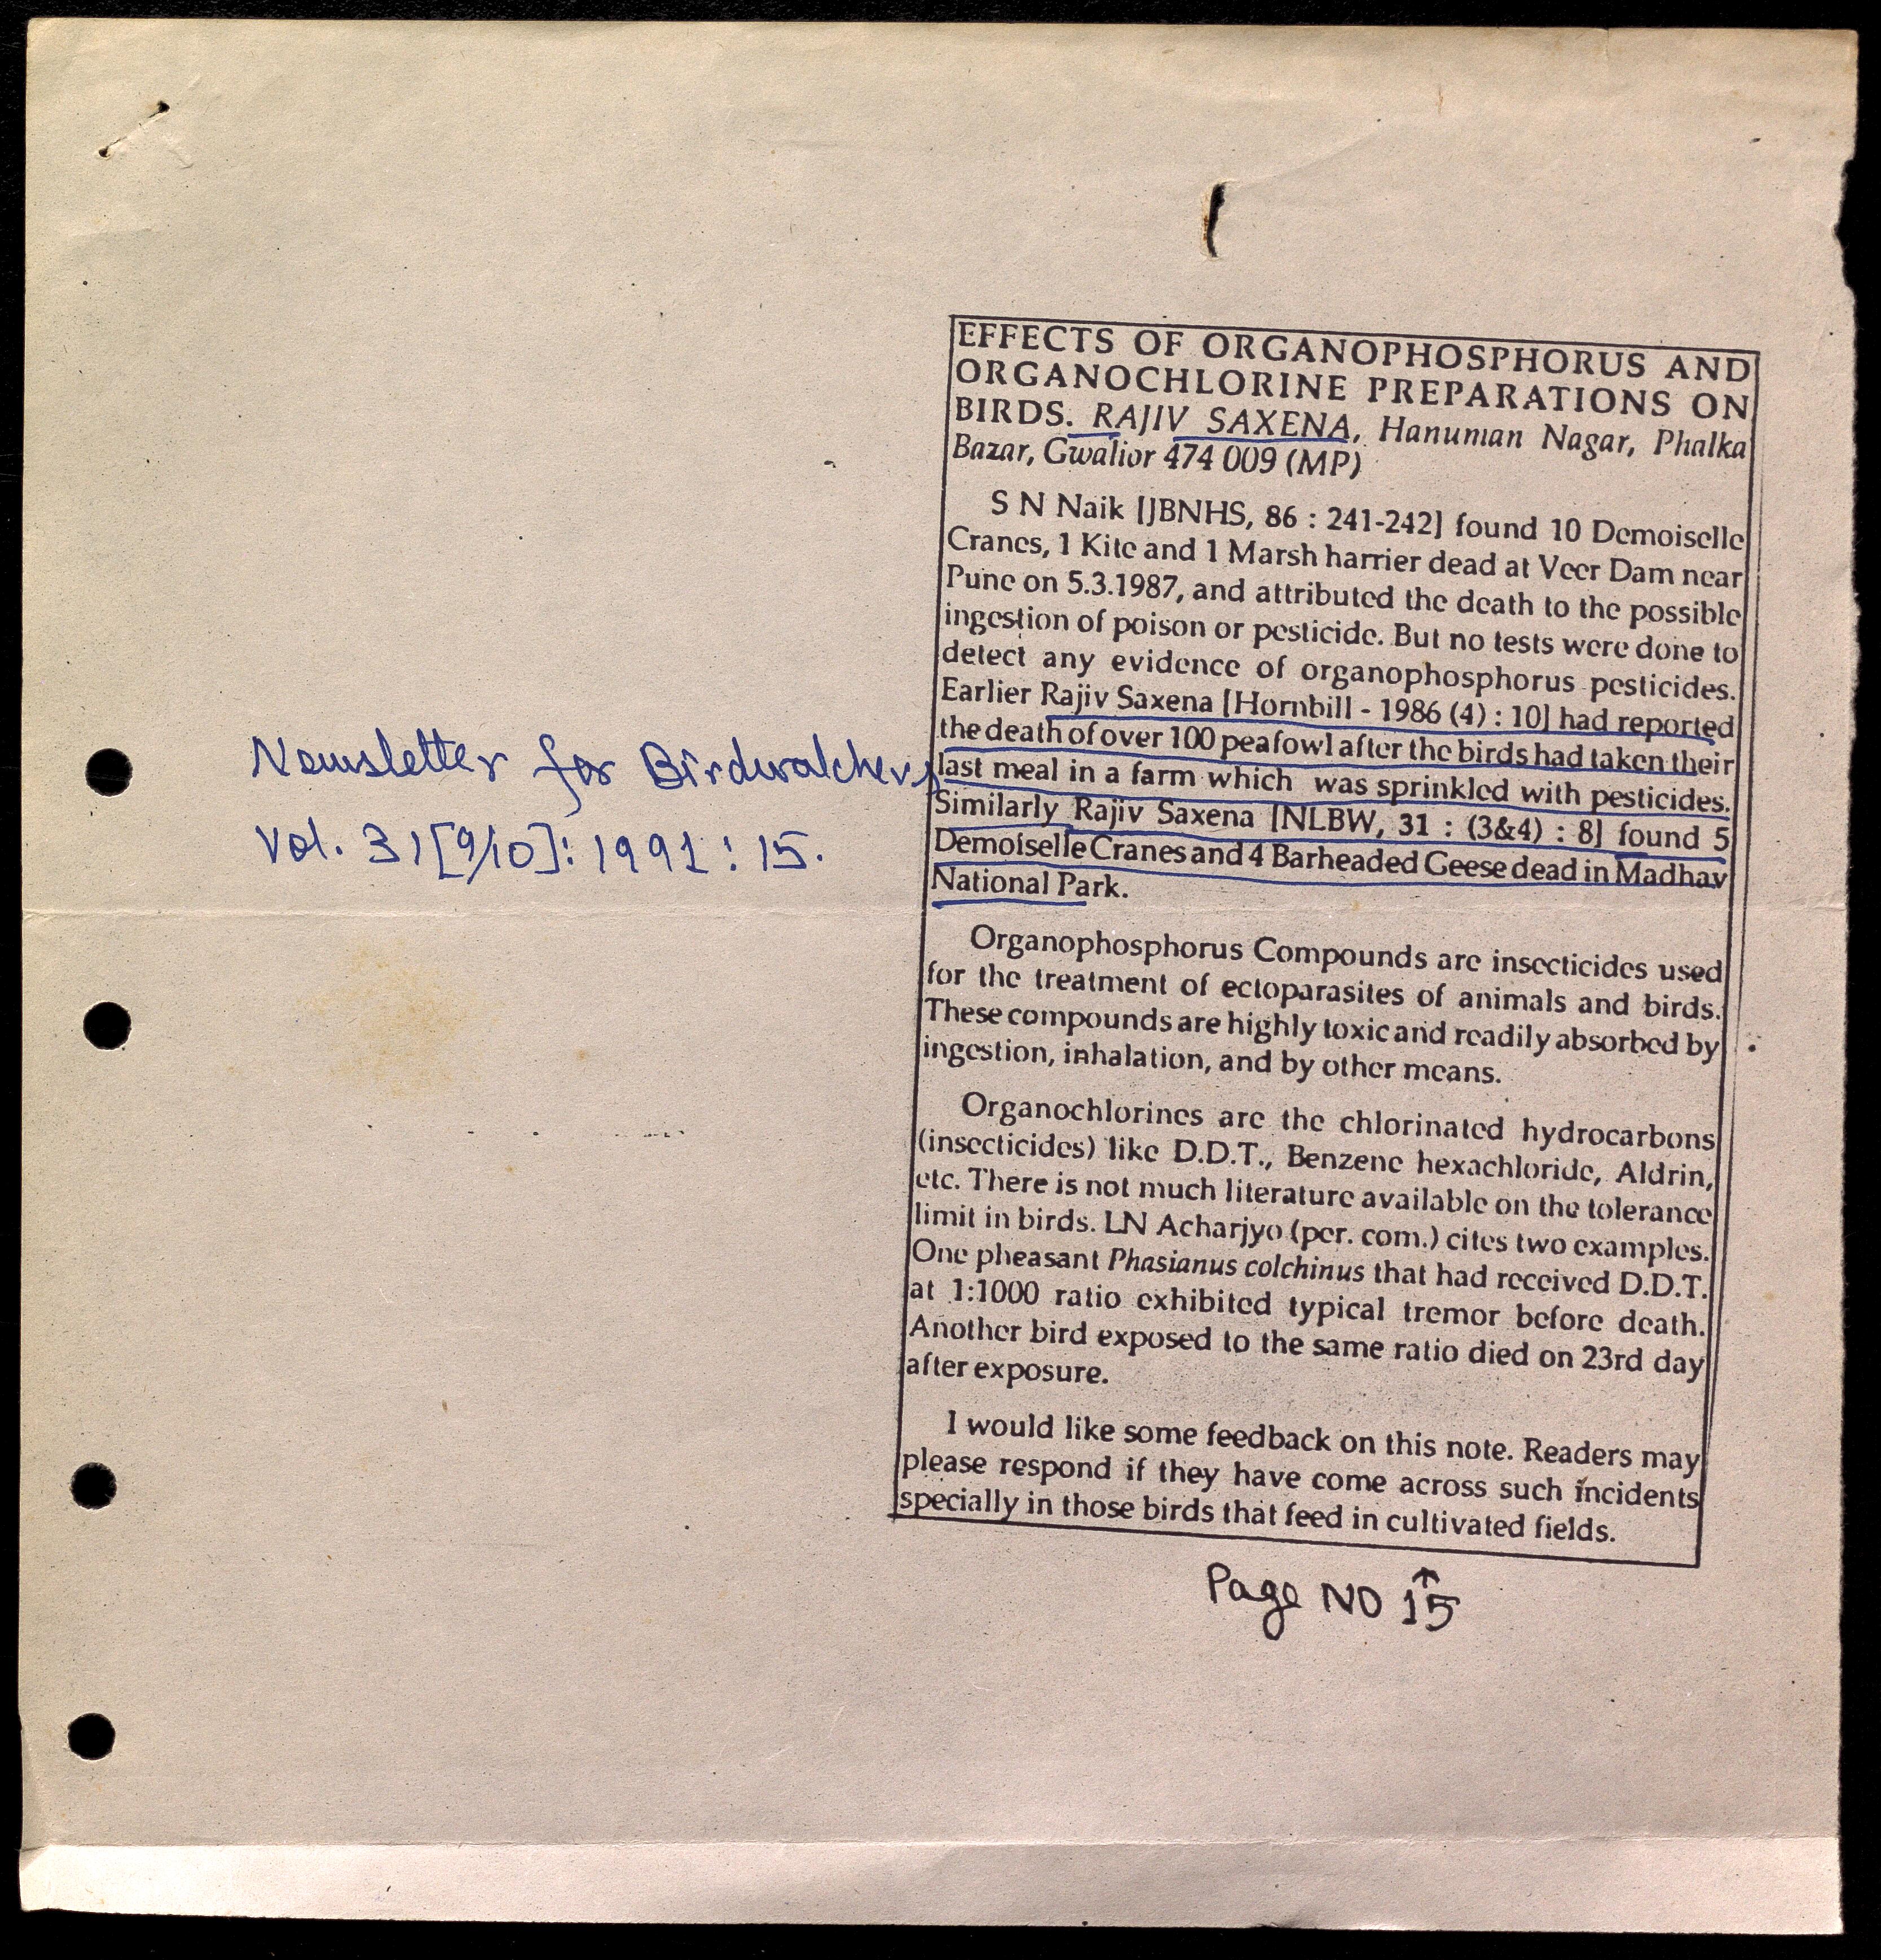 EFFECTS OF ORGANOPHOSPHORUS AND
ORGANOCHLORINE PREPARATIONS ON
BIRDS. RAJIV SAXENA, Hanuman Nagar, Phalka
Bazar, Gwalior 474 009 (MP)
S N Naik [JBNHS, 86 : 241-242] found 10 Demoiselle
Cranes, 1 Kite and 1 Marsh harrier dead at Veer Dam near
Pune on 5.3.1987, and attributed the death to the possible
ingestion of poison or pesticide. But no tests were done to
detect any evidence of organophosphorus pesticides.
Earlier Rajiv Saxena [Hornbill - 1986 (4) : 10] had reported
the death of over 100 peafowl after the birds had taken their
last meal in a farm which was sprinkled with pesticides.
Similarly Rajiv Saxena [NLBW, 31 : (3&4) : 8] found 5
Demoiselle Cranes and 4 Barheaded Geese dead in Madhav
National Park.
Organophosphorus Compounds are insecticides used
for the treatment of ectoparasites of animals and birds.
These compounds are highly toxic and readily absorbed by
ingestion, inhalation, and by other means.
Organochlorines are the chlorinated hydrocarbons
(insecticides) like D.D.T., Benzene hexachloride, Aldrin,
etc. There is not much literature available on the tolerance
limit in birds. LN Acharjyo (per. com.) cites two examples.
One pheasant Phasianus colchinus that had received D.D.T.
at 1:1000 ratio exhibited typical tremor before death.
Another bird exposed to the same ratio died on 23rd day
after exposure.
I would like some feedback on this note. Readers may
please respond if they have come across such incidents
specially in those birds that feed in cultivated fields.
Page NO 15
Newsletter for Birdwatchers
Vol. 31[9/10]: 1991: 15.